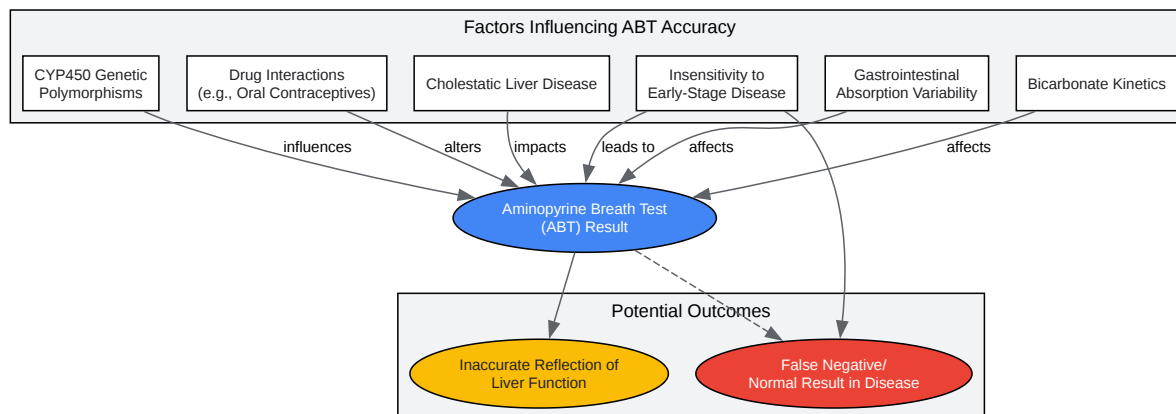 Factors Influencing ABT Accuracy
CYP450 Genetic
Polymorphisms
Drug Interactions
(e.g., Oral Contraceptives)
Cholestatic Liver Disease
Insensitivity to
Early-Stage Disease
Gastrointestinal
Absorption Variability
Bicarbonate Kinetics
influences
alters
impacts
leads to
affects
affects
Aminopyrine Breath Test
(ABT) Result
Potential Outcomes
Inaccurate Reflection of
Liver Function
False Negative/
Normal Result in Disease